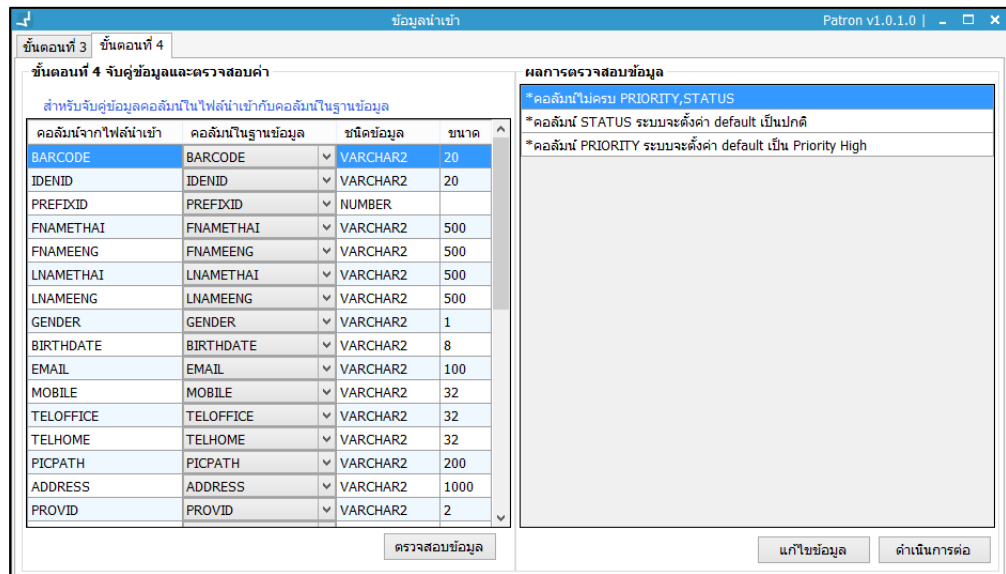 ข้อมูลนำเข้า Patron v1.0.1.0
ขั้นตอนที่ 3 ขั้นตอนที่ 4
ขั้นตอนที่ 4 จับคู่ข้อมูลและตรวจสอบค่า
สำหรับจับคู่ข้อมูลคอลัมน์ในไฟล์นำเข้ากับคอลัมน์ในฐานข้อมูล
คอลัมน์จากไฟล์นำเข้า คอลัมน์ในฐานข้อมูล ชนิดข้อมูล ขนาด
BARCODE BARCODE VARCHAR2 20
IDENID IDENID VARCHAR2 20
PREFIXID PREFIXID NUMBER
FNAMETHAI FNAMETHAI VARCHAR2 500
FNAMEENG FNAMEENG VARCHAR2 500
LNAMETHAI LNAMETHAI VARCHAR2 500
LNAMEENG LNAMEENG VARCHAR2 500
GENDER GENDER VARCHAR2 1
BIRTHDATE BIRTHDATE VARCHAR2 8
EMAIL EMAIL VARCHAR2 100
MOBILE MOBILE VARCHAR2 32
TELOFFICE TELOFFICE VARCHAR2 32
TELHOME TELHOME VARCHAR2 32
PICPATH PICPATH VARCHAR2 200
ADDRESS ADDRESS VARCHAR2 1000
PROVID PROVID VARCHAR2 2
ตรวจสอบข้อมูล
ผลการตรวจสอบข้อมูล
*คอลัมน์ไม่ครบ PRIORITY,STATUS
*คอลัมน์ STATUS ระบบจะตั้งค่า default เป็นปกติ
*คอลัมน์ PRIORITY ระบบจะตั้งค่า default เป็น Priority High
แก้ไขข้อมูล ดำเนินการต่อ